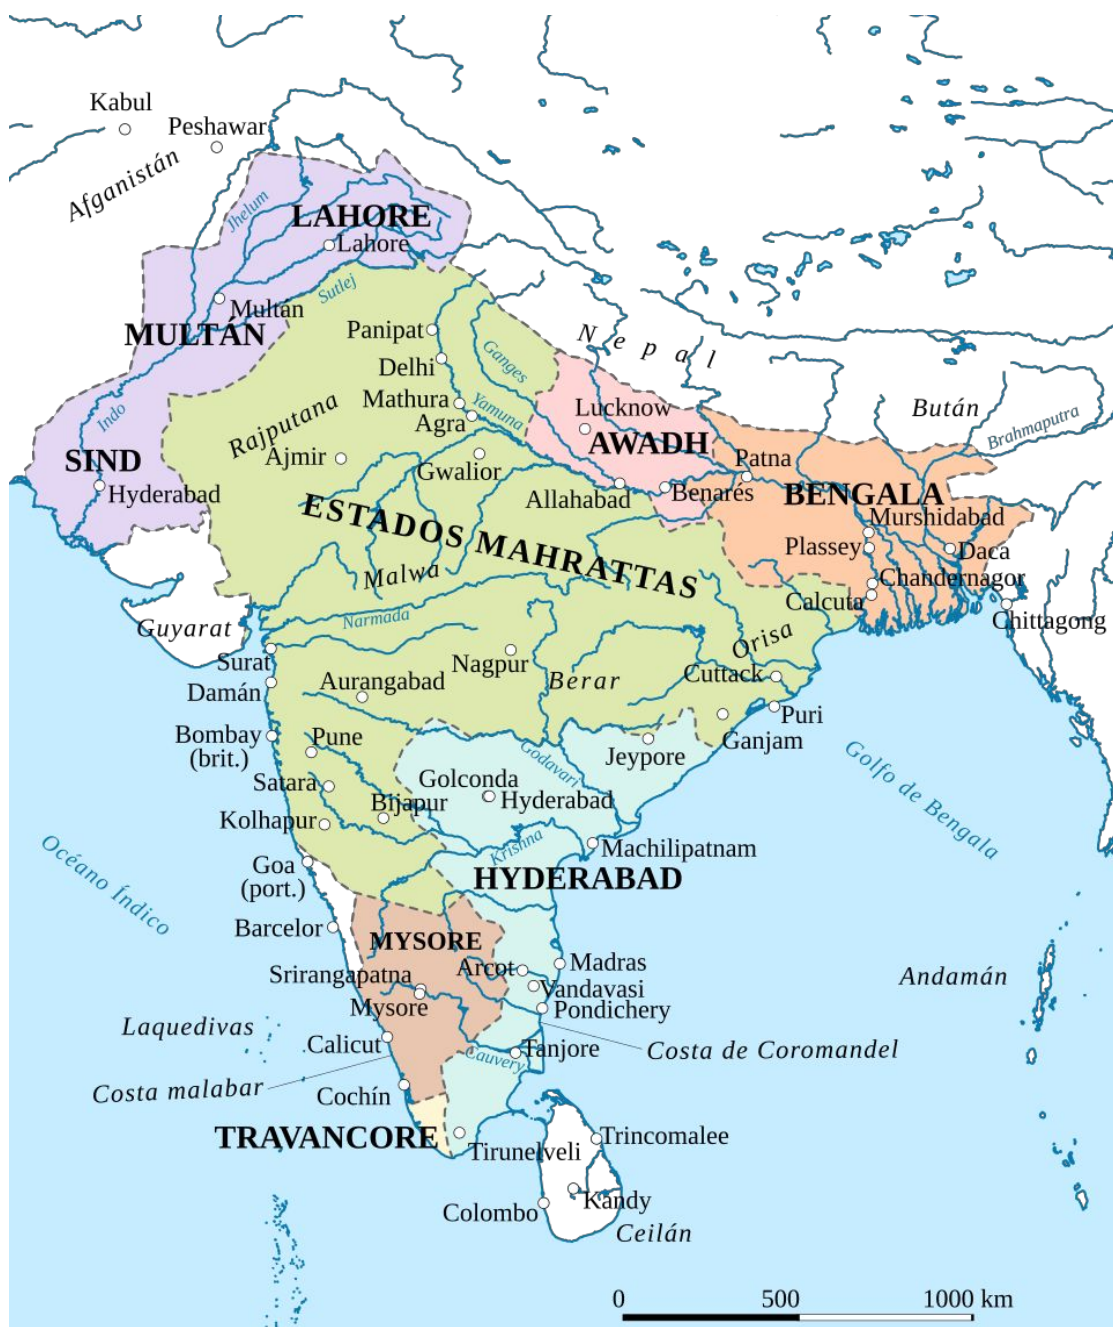 Kabul
Peshawar
Afganistán
Jhelum
LAHORE
Lahore
Sutlej
Multán
MULTÁN
Panipat
Nepal
Ganges
Delhi
Mathura
Yamuna
Agra
Lucknow
AWADH
Bután
Brahmaputra
Indo
Rajputana
SIND
Ajmir
Gwalior
Patna
Hyderabad
Allahabad
Benarés
BENGALA
ESTADOS MAHRATTAS
Murshidabad
Plassey
Daca
Malwa
Chandernagor
Calcuta
Chittagong
Narmada
Guyarat
Orisa
Surat
Nagpur
Berar
Cuttack
Damán
Aurangabad
Puri
Bombay
(brit.)
Pune
Ganjam
Jeypore
Godavari
Golfo de Bengala
Satara
Golconda
Hyderabad
Bijapur
Kolhapur
Krishna
Machilipatnam
Océano Índico
Goa
(port.)
HYDERABAD
Barcelor
MYSORE
Srirangapatna
Arcot
Madras
Andamán
Vandavasi
Mysore
Pondichery
Laquedivas
Calicut
Cauvery
Tanjore
Costa de Coromandel
Costa malabar
Cochín
TRAVANCORE
Tirunelveli
Trincomalee
Kandy
Colombo
Ceilán
0 500 1000 km